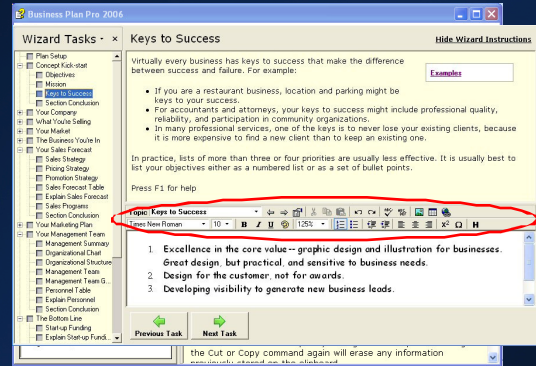 Business Plan Pro 2006
Wizard Tasks
Plan Setup
Concept Kick-start
Objectives
Mission
Keys to Success
Section Conclusion
Your Company
What You're Selling
Your Market
The Business You're In
Your Sales Forecast
Sales Strategy
Pricing Strategy
Promotion Strategy
Sales Forecast Table
Explain Sales Forecast
Sales Programs
Section Conclusion
Your Marketing Plan
Your Management Team
Management Summary
Organizational Chart
Organizational Structure
Management Team
Management Team G...
Personnel Table
Explain Personnel
Section Conclusion
The Bottom Line
Start-up Funding
Explain Start-up Fundi...
Keys to Success
Hide Wizard Instructions
Virtually every business has keys to success that make the difference
between success and failure. For example:
Examples
• If you are a restaurant business, location and parking might be
keys to your success.
• For accountants and attorneys, your keys to success might include professional quality,
reliability, and participation in community organizations.
• In many professional services, one of the keys is to never lose your existing clients, because
it is more expensive to find a new client than to keep an existing one.
In practice, lists of more than three or four priorities are usually less effective. It is usually best to
list your objectives either as a numbered list or as a set of bullet points.
Press F1 for help
Topic Keys to Success
Times New Roman 10 B I U 125% x² Ω H
1. Excellence in the core value -- graphic design and illustration for businesses.
Great design, but practical, and sensitive to business needs.
2. Design for the customer, not for awards.
3. Developing visibility to generate new business leads.
Previous Task Next Task
the Cut or Copy command again will erase any information
previously stored on the clipboard